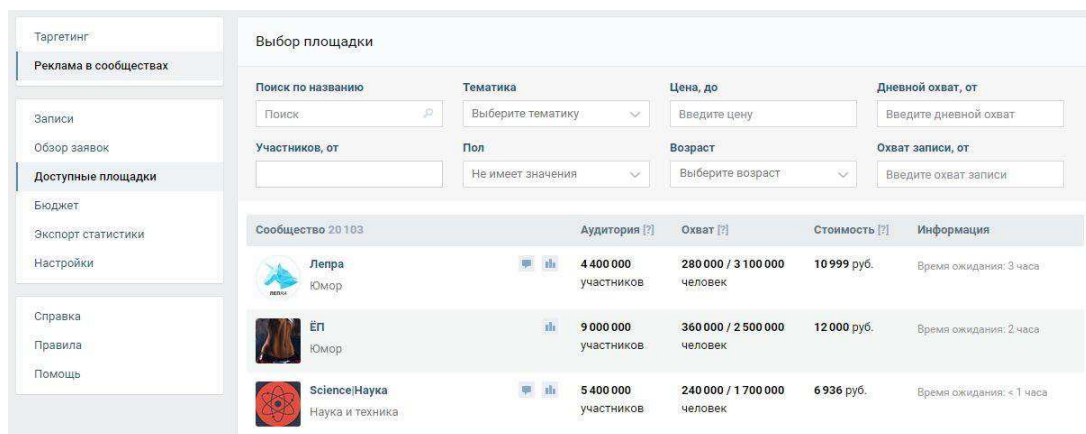 Таргетинг
Реклама в сообществах
Записи
Обзор заявок
Доступные площадки
Бюджет
Экспорт статистики
Настройки
Справка
Правила
Помощь
Выбор площадки
Поиск по названию Тематика Цена, до Дневной охват, от
Поиск Выберите тематику Введите цену Введите дневной охват
Участников, от Пол Возраст Охват записи, от
Не имеет значения Выберите возраст Введите охват записи
Сообщество 20 103 Аудитория [?] Охват [?] Стоимость [?] Информация
Лепра 4 400 000 280 000 / 3 100 000 10 999 руб. Время ожидания: 3 часа
Юмор участников человек
ЛЕПРА
ЁП 9 000 000 360 000 / 2 500 000 12 000 руб. Время ожидания: 2 часа
Юмор участников человек
Science|Наука 5 400 000 240 000 / 1 700 000 6 936 руб. Время ожидания: < 1 часа
Наука и техника участников человек